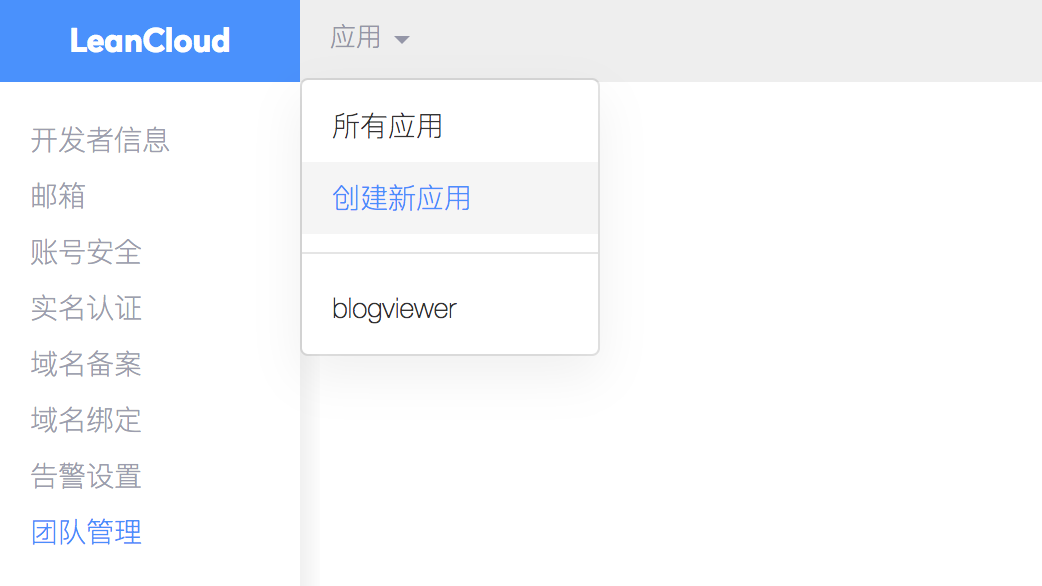 LeanCloud
应用
所有应用
创建新应用
blogviewer
开发者信息
邮箱
账号安全
实名认证
域名备案
域名绑定
告警设置
团队管理